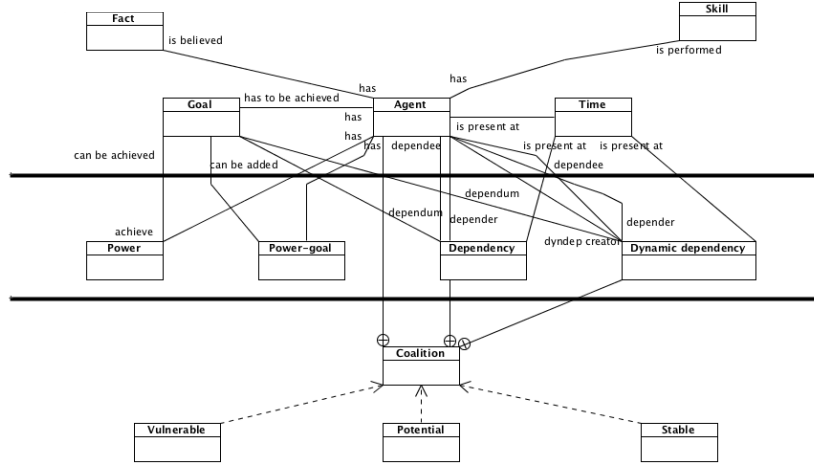 Fact
Skill
is believed
is performed
has
has
Goal
has to be achieved
Agent
Time
has
is present at
has
has
dependee
is present at
is present at
can be achieved
can be added
dependee
dependum
dependum
depender
depender
achieve
dyndep creator
Power
Power-goal
Dependency
Dynamic dependency
Coalition
Vulnerable
Potential
Stable